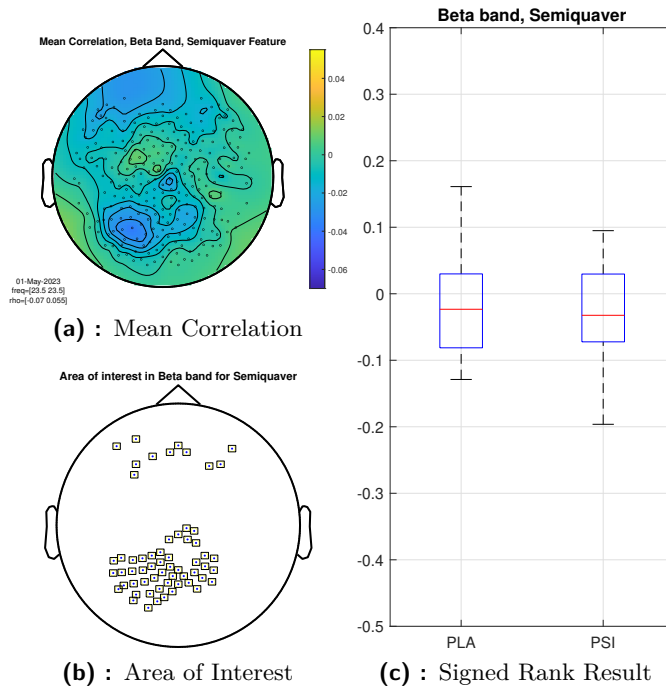 Mean Correlation, Beta Band, Semiquaver Feature
0.04
0.02
0
-0.02
-0.04
-0.06
01-May-2023
freq=[23.5 23.5]
rho=[-0.07 0.055]
(a) : Mean Correlation
Area of interest in Beta band for Semiquaver
(b) : Area of Interest
Beta band, Semiquaver
0.4
0.3
0.2
0.1
0
-0.1
-0.2
-0.3
-0.4
-0.5
PLA PSI
(c) : Signed Rank Result